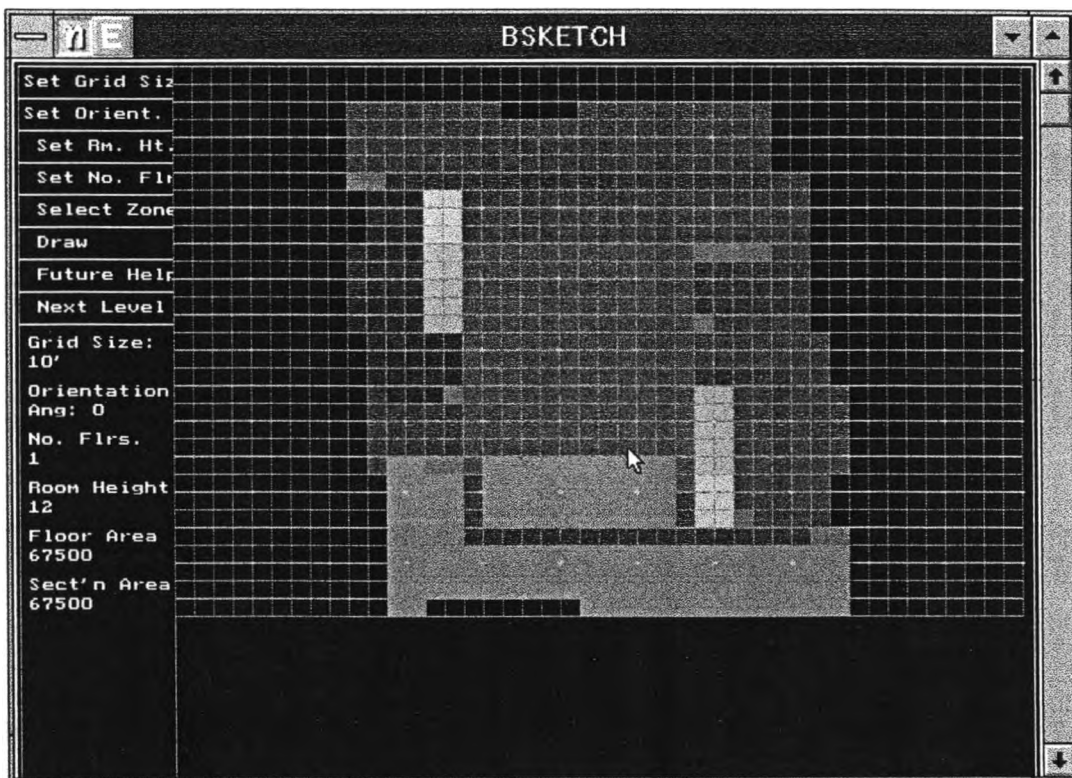 BSKETCH
Set Grid Siz
Set Orient.
Set Rm. Ht.
Set No. Flr
Select Zone
Draw
Future Help
Next Level
Grid Size:
10'
Orientation
Ang: 0
No. Flrs.
1
Room Height
12
Floor Area
67500
Sect'n Area
67500